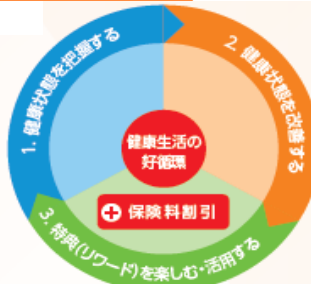 1. 健康状態を把握する
2. 健康状態を改善する
健康生活の
好循環
+ 保険料割引
3. 特典(リワード)を楽しむ・活用する